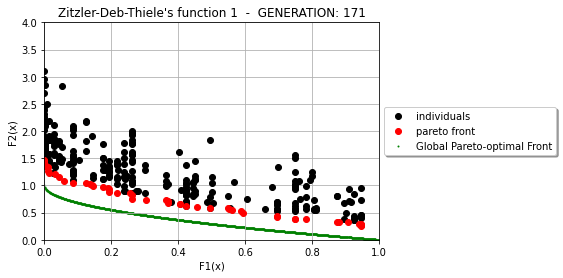 Zitzler-Deb-Thiele's function 1 - GENERATION: 171
4.0
3.5
3.0
2.5
2.0
1.5
1.0
0.5
0.0
F2(x)
0.0 0.2 0.4 0.6 0.8 1.0
F1(x)
individuals
pareto front
Global Pareto-optimal Front